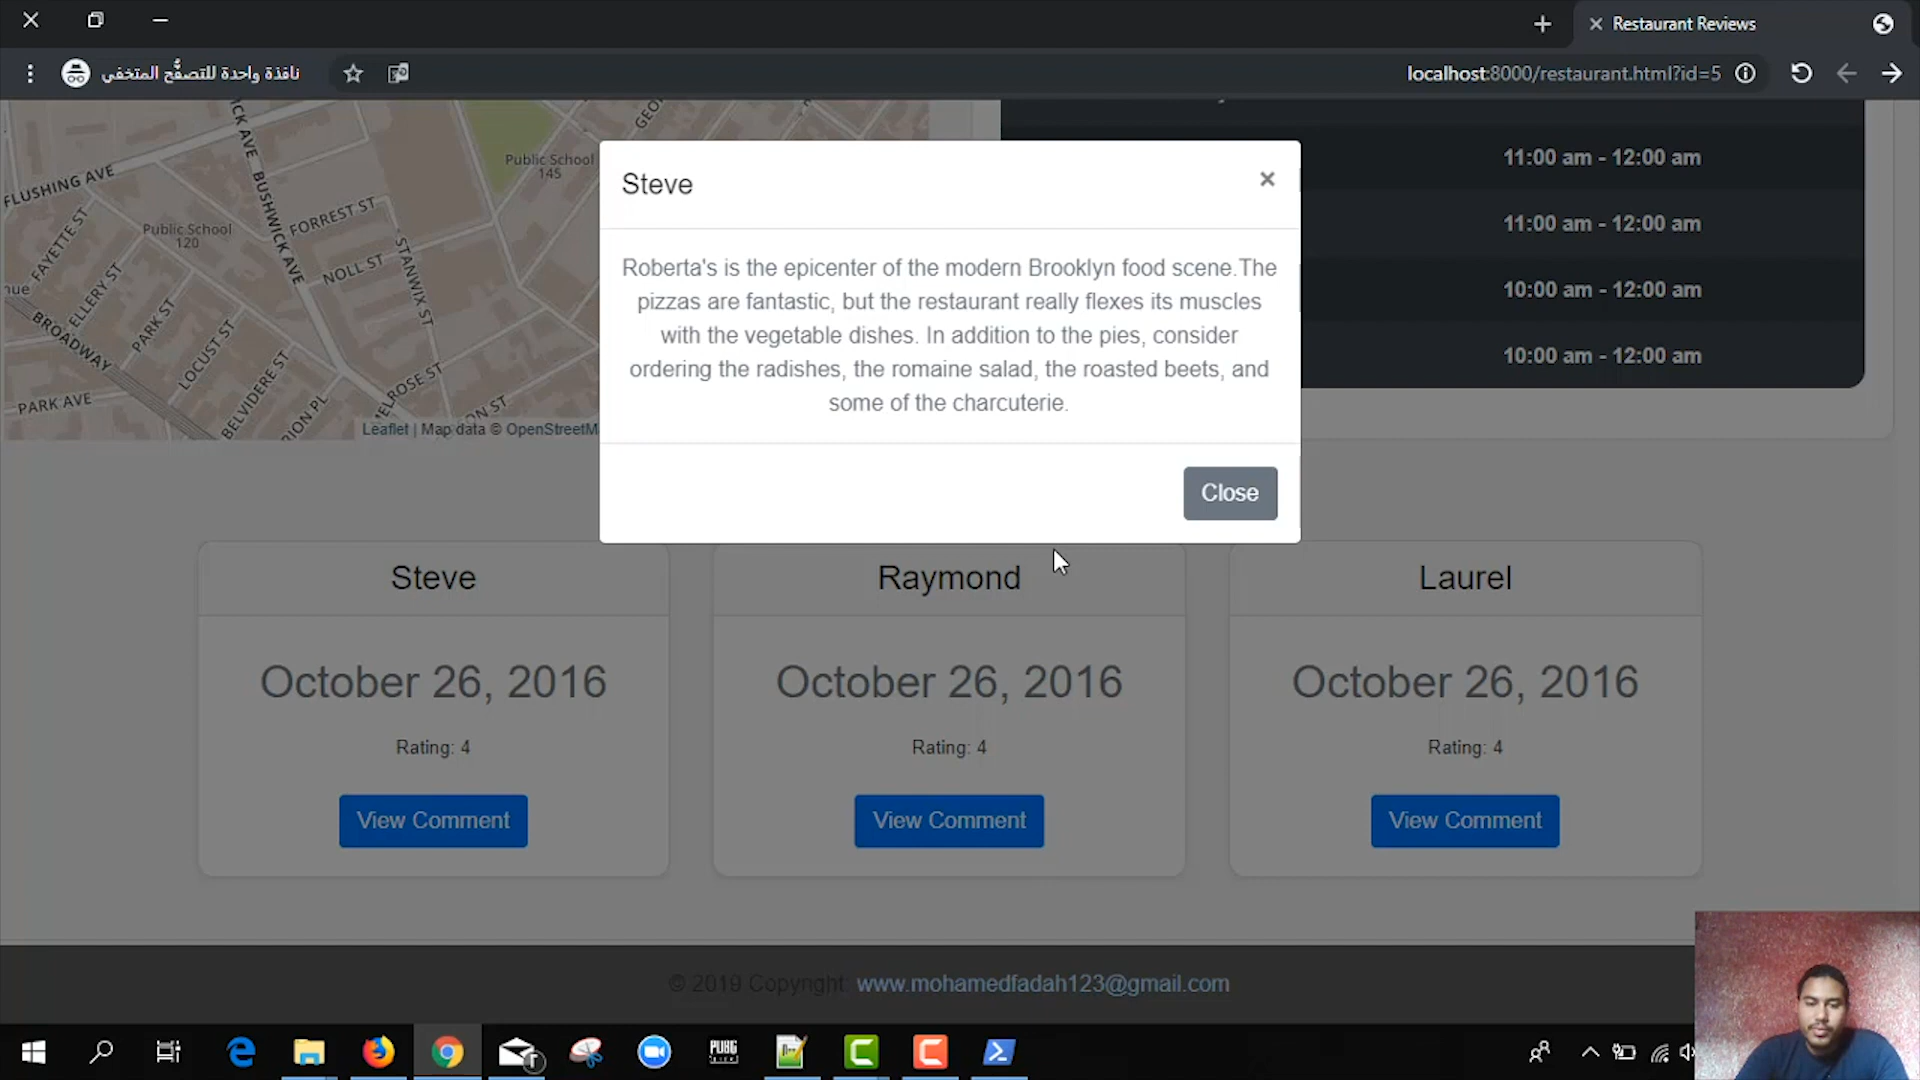 Restaurant Reviews
نافذة واحدة للتصفُّح المتخفي
localhost:8000/restaurant.html?id=5
FLUSHING AVE
FAYETTE ST
ELLERY ST
BROADWAY
PARK ST
PARK AVE
LOCUST ST
BELVIDERE ST
BUSHWICK AVE
FORREST ST
NOLL ST
STANWIX ST
Public School
120
Public School
145
Leaflet | Map data © OpenStreetM
11:00 am - 12:00 am
11:00 am - 12:00 am
10:00 am - 12:00 am
10:00 am - 12:00 am
Steve
×
Roberta's is the epicenter of the modern Brooklyn food scene.The
pizzas are fantastic, but the restaurant really flexes its muscles
with the vegetable dishes. In addition to the pies, consider
ordering the radishes, the romaine salad, the roasted beets, and
some of the charcuterie.
Close
Steve
October 26, 2016
Rating: 4
View Comment
Raymond
October 26, 2016
Rating: 4
View Comment
Laurel
October 26, 2016
Rating: 4
View Comment
© 2019 Copyright: www.mohamedfadah123@gmail.com
PUBG